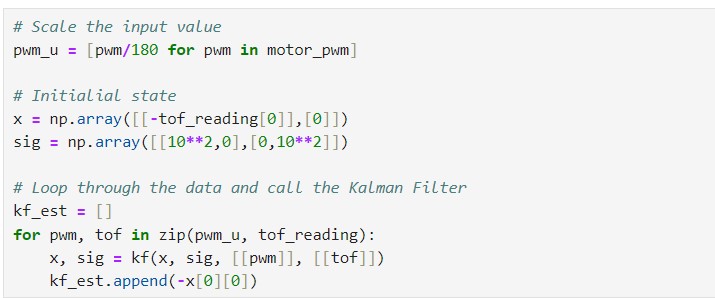 # Scale the input value
pwm_u = [pwm/180 for pwm in motor_pwm]
# Initialial state
x = np.array([[-tof_reading[0]],[0]])
sig = np.array([[10**2,0],[0,10**2]])
# Loop through the data and call the Kalman Filter
kf_est = []
for pwm, tof in zip(pwm_u, tof_reading):
    x, sig = kf(x, sig, [[pwm]], [[tof]])
    kf_est.append(-x[0][0])